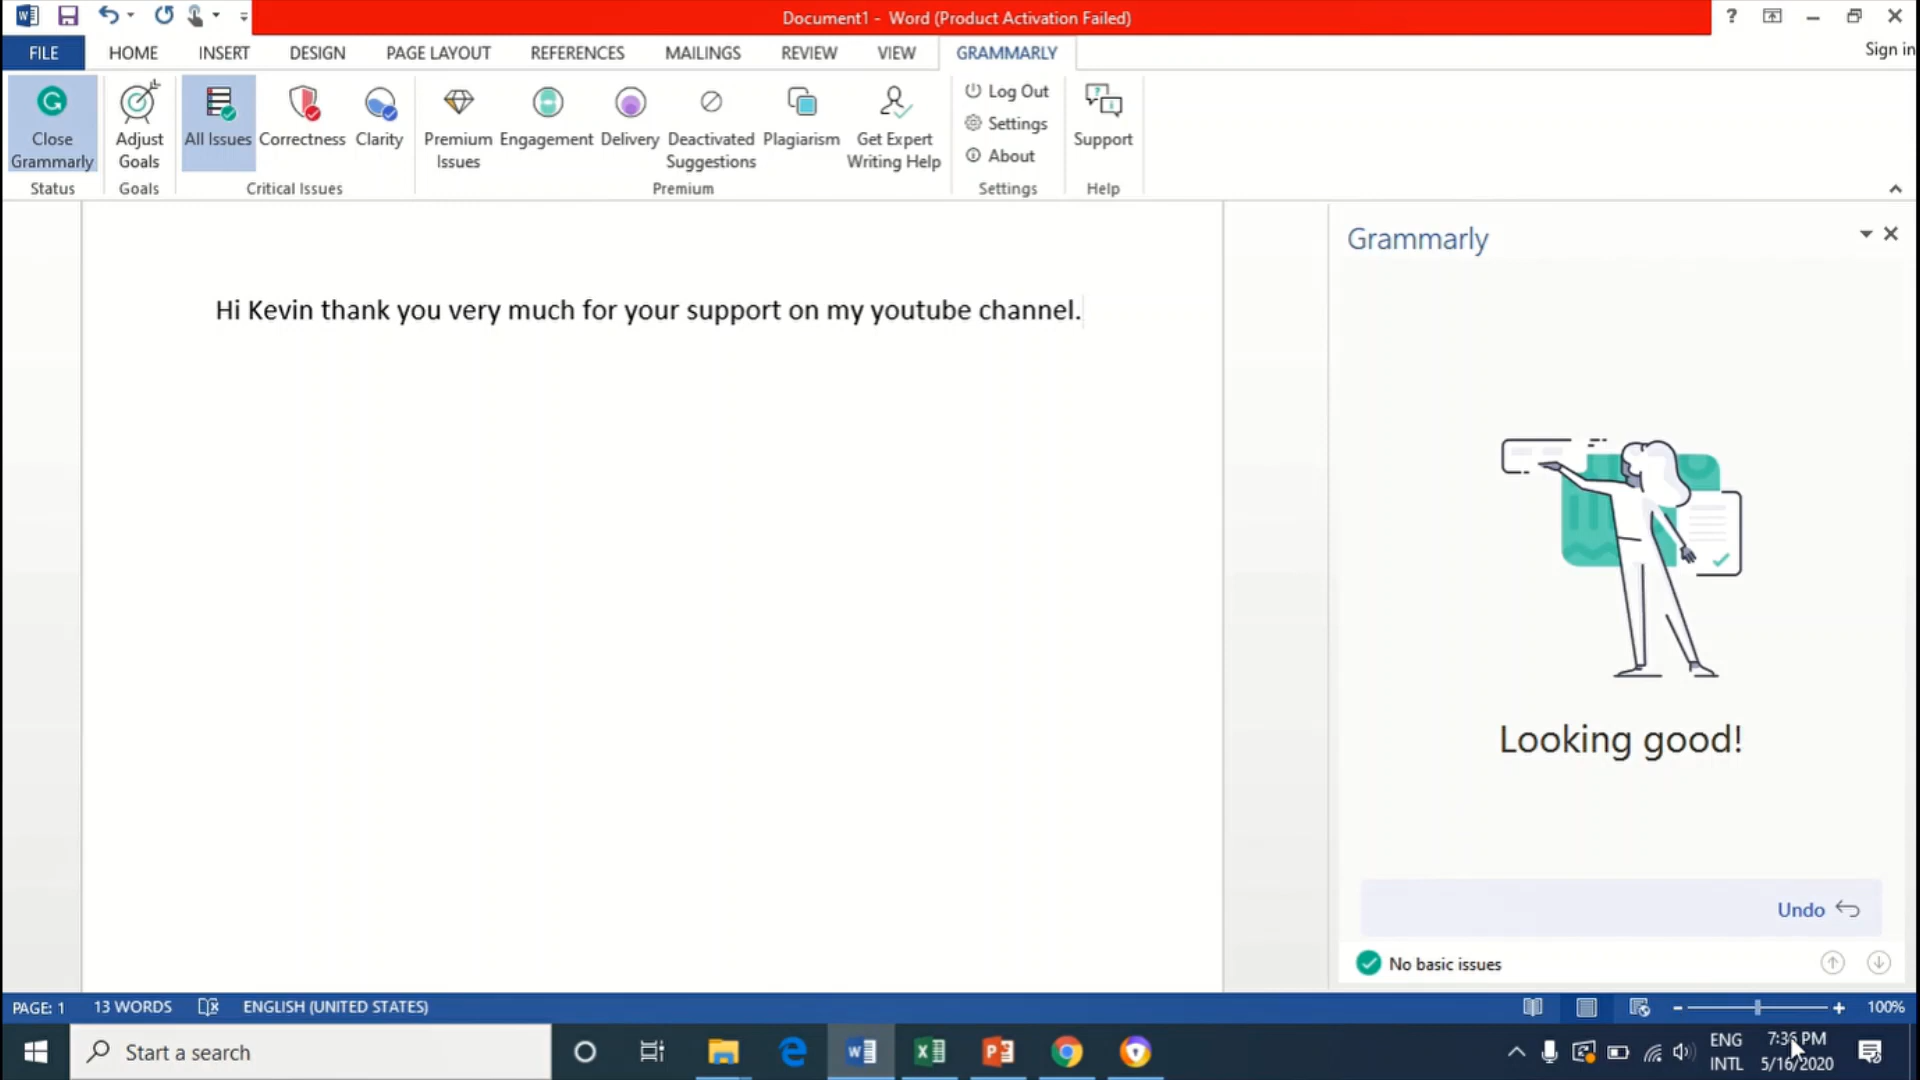 Document1 - Word (Product Activation Failed)
?
FILE HOME INSERT DESIGN PAGE LAYOUT REFERENCES MAILINGS REVIEW VIEW GRAMMARLY Sign in
Close Grammarly
Adjust Goals
All Issues
Correctness
Clarity
Premium Issues
Engagement
Delivery
Deactivated Suggestions
Plagiarism
Get Expert Writing Help
Log Out
Settings
About
Support
Status Goals Critical Issues Premium Settings Help
Grammarly
Hi Kevin thank you very much for your support on my youtube channel.
Looking good!
Undo
No basic issues
PAGE: 1 13 WORDS ENGLISH (UNITED STATES) 100%
Start a search
ENG 7:36 PM
INTL 5/16/2020